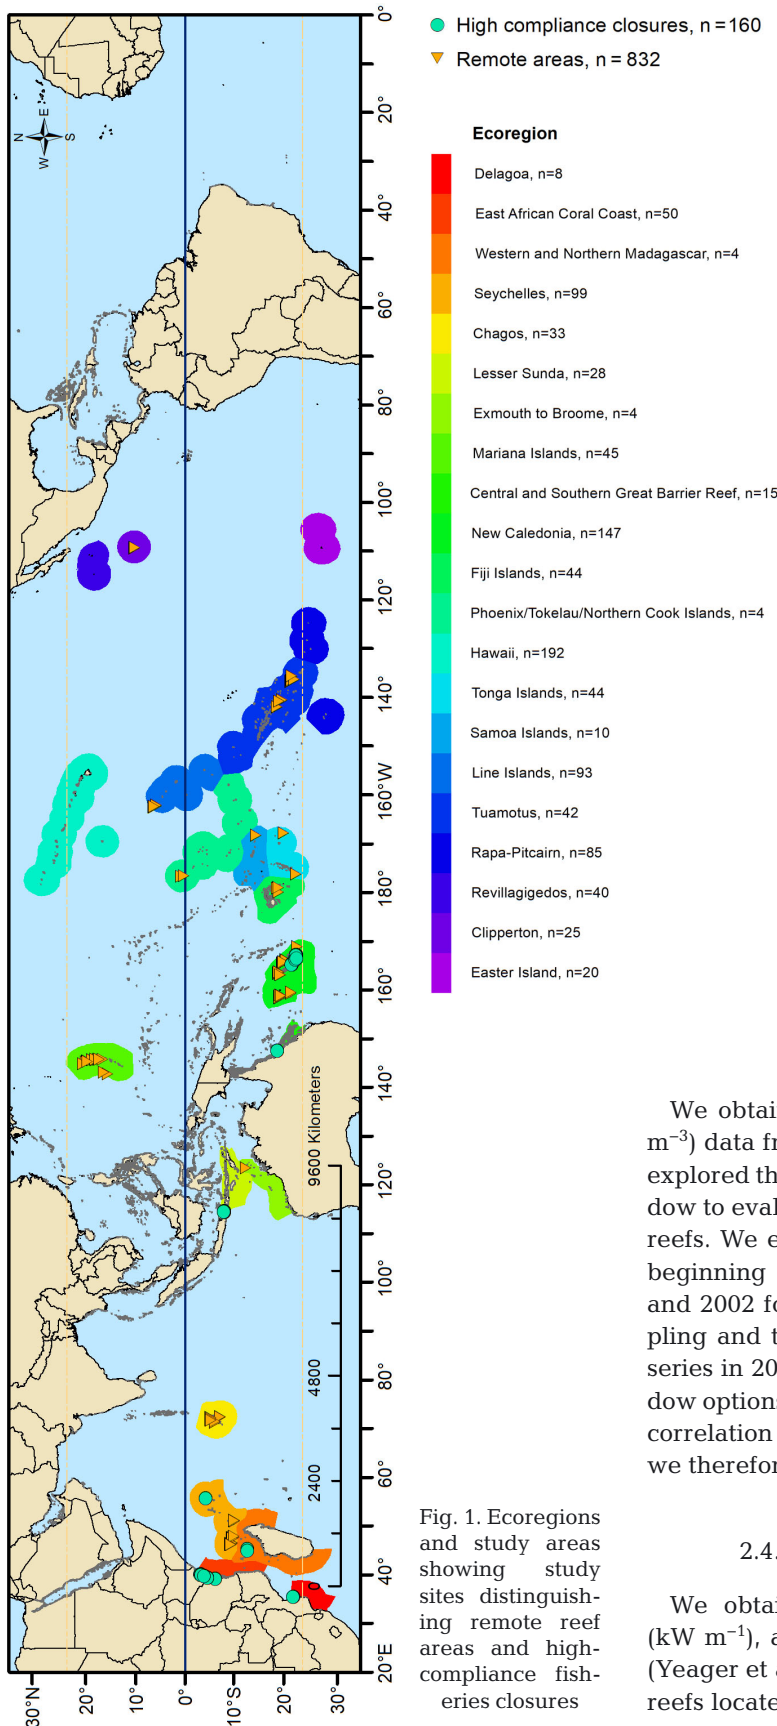 High compliance closures, n = 160
Remote areas, n = 832
Ecoregion
Delagoa, n=8
East African Coral Coast, n=50
Western and Northern Madagascar, n=4
Seychelles, n=99
Chagos, n=33
Lesser Sunda, n=28
Exmouth to Broome, n=4
Mariana Islands, n=45
Central and Southern Great Barrier Reef, n=15
New Caledonia, n=147
Fiji Islands, n=44
Phoenix/Tokelau/Northern Cook Islands, n=4
Hawaii, n=192
Tonga Islands, n=44
Samoa Islands, n=10
Line Islands, n=93
Tuamotus, n=42
Rapa-Pitcairn, n=85
Revillagigedos, n=40
Clipperton, n=25
Easter Island, n=20
N
E
S
W
0°
20°
40°
60°
80°
100°
120°
140°
160°W
180°
160°
140°
120°
100°
80°
60°
40°
20°E
30°N
20°
0°
10°S
20°
30°
2400
4800
9600 Kilometers
Fig. 1. Ecoregions
and study areas
showing study
sites distinguish-
ing remote reef
areas and high-
compliance fish-
eries closures
We obtai
m−3) data fr
explored th
dow to eval
reefs. We e
beginning
and 2002 fo
pling and t
series in 20
dow options
correlation
we therefor
2.4.
We obtai
(kW m−1), a
(Yeager et a
reefs locate